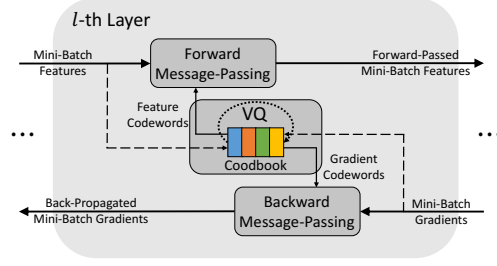 l-th Layer
Mini-Batch
Features
Forward
Message-Passing
Forward-Passed
Mini-Batch Features
Feature
Codewords
VQ
Coodbook
Gradient
Codewords
...
...
Back-Propagated
Mini-Batch Gradients
Backward
Message-Passing
Mini-Batch
Gradients